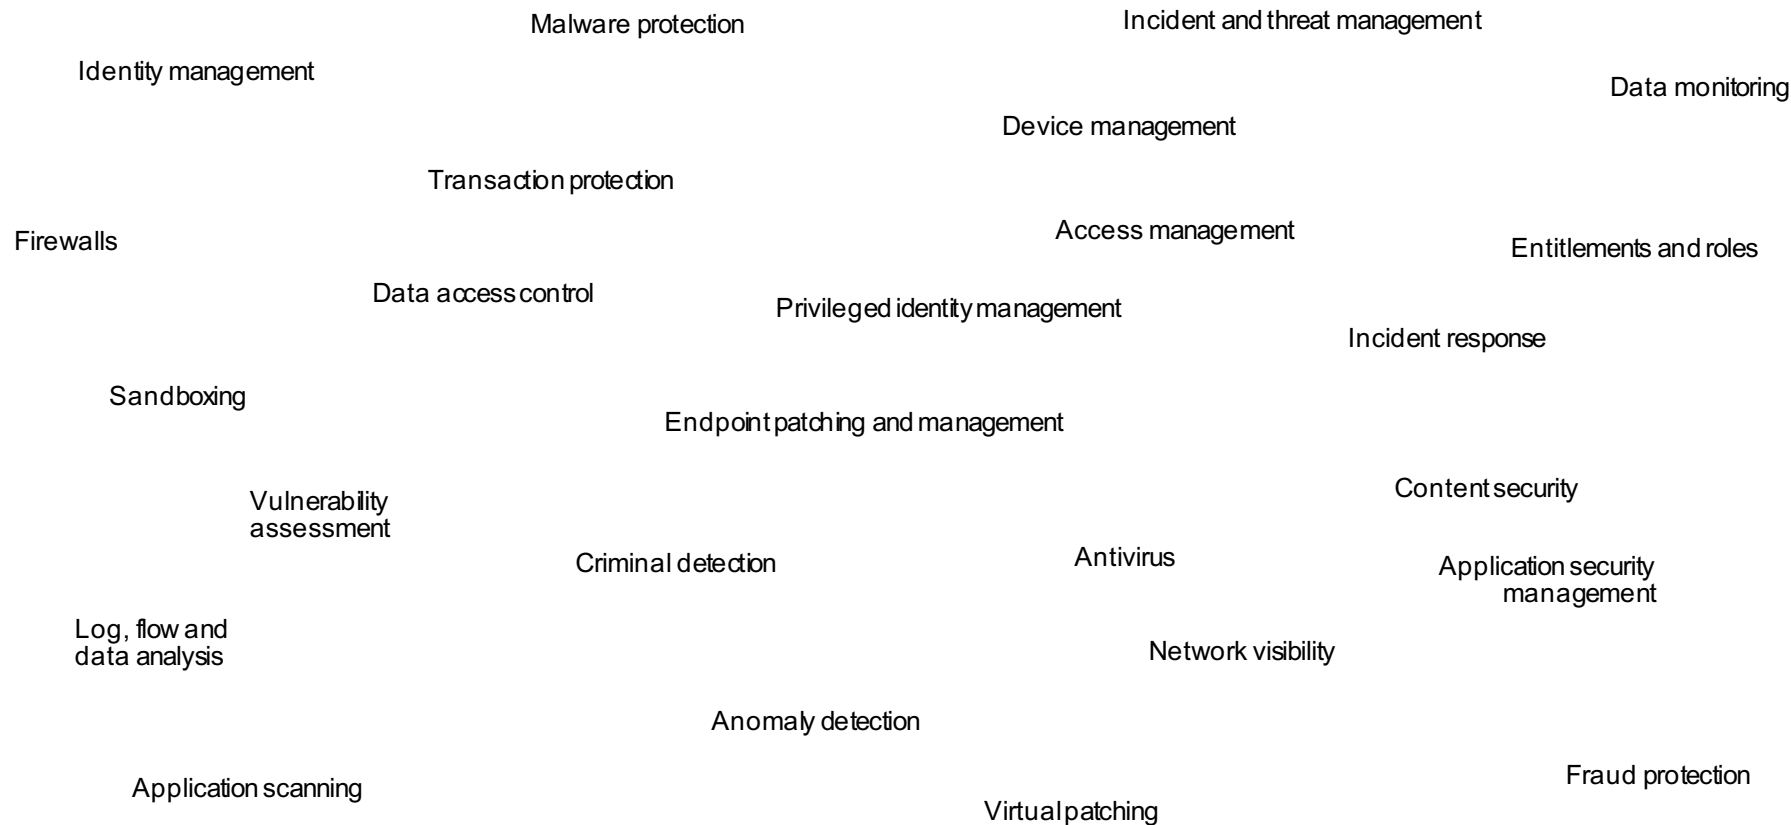 Malware protection
Incident and threat management
Identity management
Data monitoring
Device management
Transaction protection
Access management
Firewalls
Entitlements and roles
Data access control
Privileged identity management
Incident response
Sandboxing
Endpoint patching and management
Vulnerability
assessment
Content security
Criminal detection
Antivirus
Application security
management
Log, flow and
data analysis
Network visibility
Anomaly detection
Application scanning
Fraud protection
Virtual patching